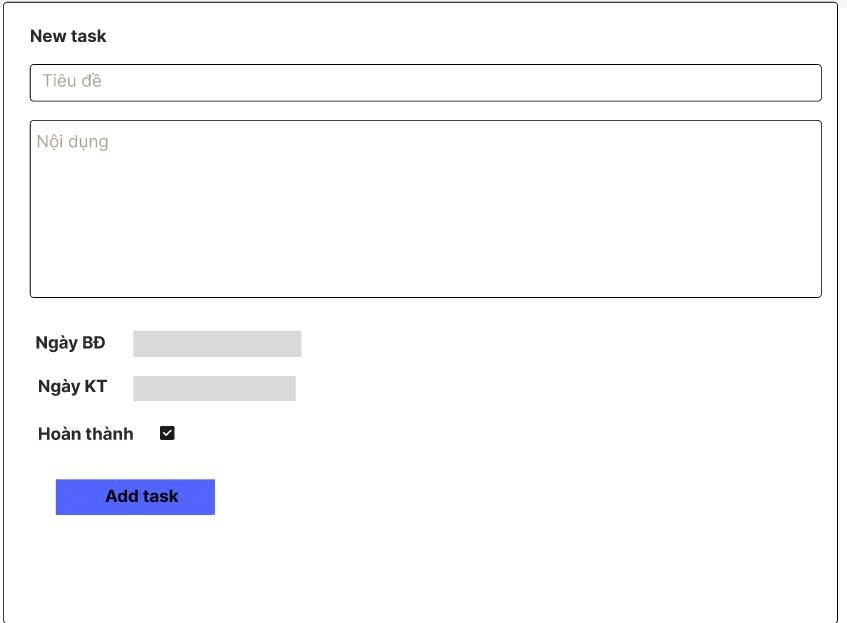 New task
Tiêu đề
Nội dụng
Ngày BĐ
Ngày KT
Hoàn thành
Add task